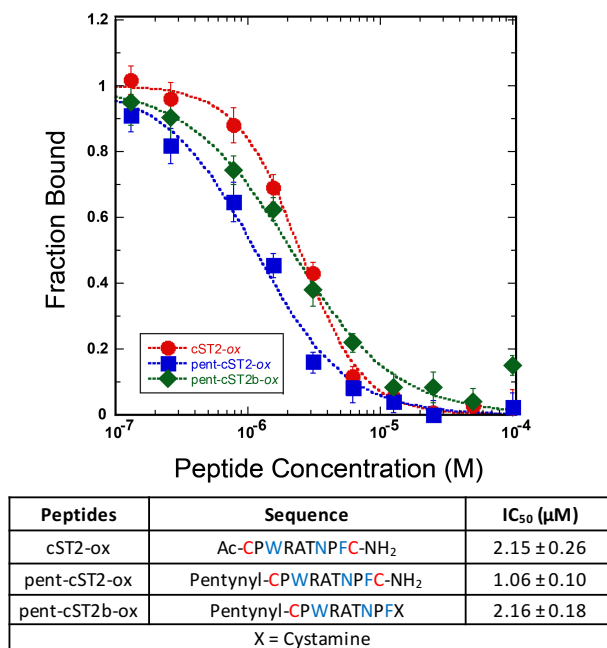 1.2
1
0.8
0.6
0.4
0.2
0
Fraction Bound
cST2-ox
pent-cST2-ox
pent-cST2b-ox
10⁻⁷ 10⁻⁶ 10⁻⁵ 10⁻⁴
Peptide Concentration (M)
Peptides Sequence IC₅₀ (µM)
cST2-ox Ac-CPWRATNPFC-NH₂ 2.15 ± 0.26
pent-cST2-ox Pentynyl-CPWRATNPFC-NH₂ 1.06 ± 0.10
pent-cST2b-ox Pentynyl-CPWRATNPFX 2.16 ± 0.18
X = Cystamine